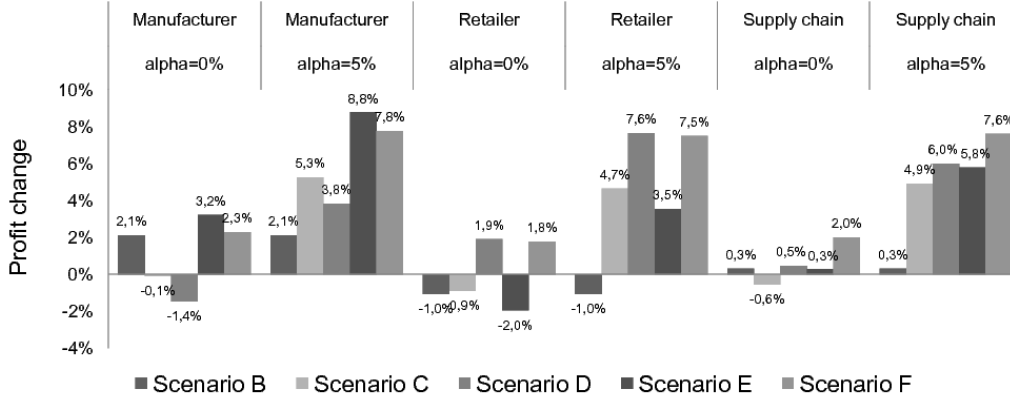 Manufacturer Manufacturer Retailer Retailer Supply chain Supply chain
alpha=0% alpha=5% alpha=0% alpha=5% alpha=0% alpha=5%
Profit change
10%
8%
6%
4%
2%
0%
-2%
-4%
2,1% -0,1% -1,4% 3,2% 2,3%
2,1% 5,3% 3,8% 8,8% 7,8%
-1,0% -0,9% 1,9% -2,0% 1,8%
-1,0% 4,7% 7,6% 3,5% 7,5%
0,3% -0,6% 0,5% 0,3% 2,0%
0,3% 4,9% 6,0% 5,8% 7,6%
Scenario B Scenario C Scenario D Scenario E Scenario F